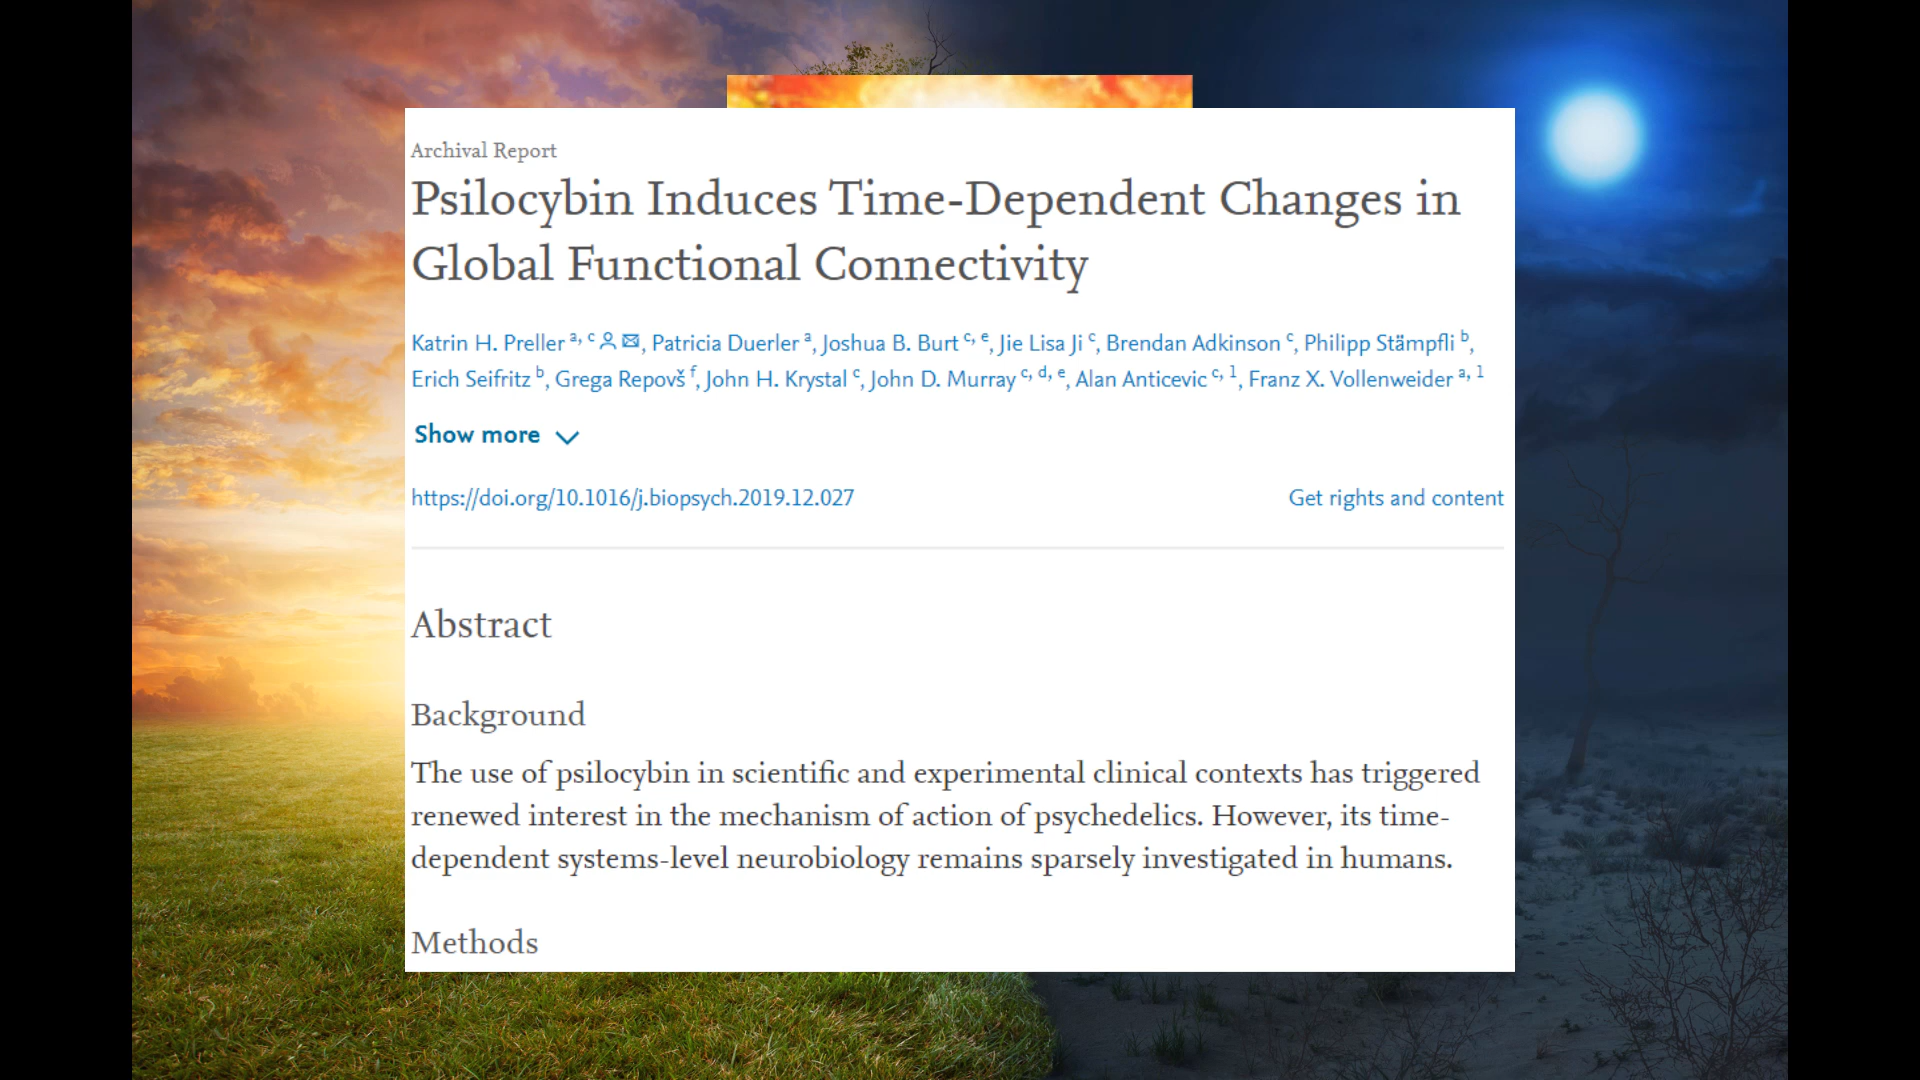 Archival Report
Psilocybin Induces Time-Dependent Changes in
Global Functional Connectivity
Katrin H. Preller a, c, Patricia Duerler a, Joshua B. Burt c, e, Jie Lisa Ji c, Brendan Adkinson c, Philipp Stämpfli b,
Erich Seifritz b, Grega Repovš f, John H. Krystal c, John D. Murray c, d, e, Alan Anticevic c, 1, Franz X. Vollenweider a, 1
Show more
https://doi.org/10.1016/j.biopsych.2019.12.027 Get rights and content
Abstract
Background
The use of psilocybin in scientific and experimental clinical contexts has triggered
renewed interest in the mechanism of action of psychedelics. However, its time-
dependent systems-level neurobiology remains sparsely investigated in humans.
Methods